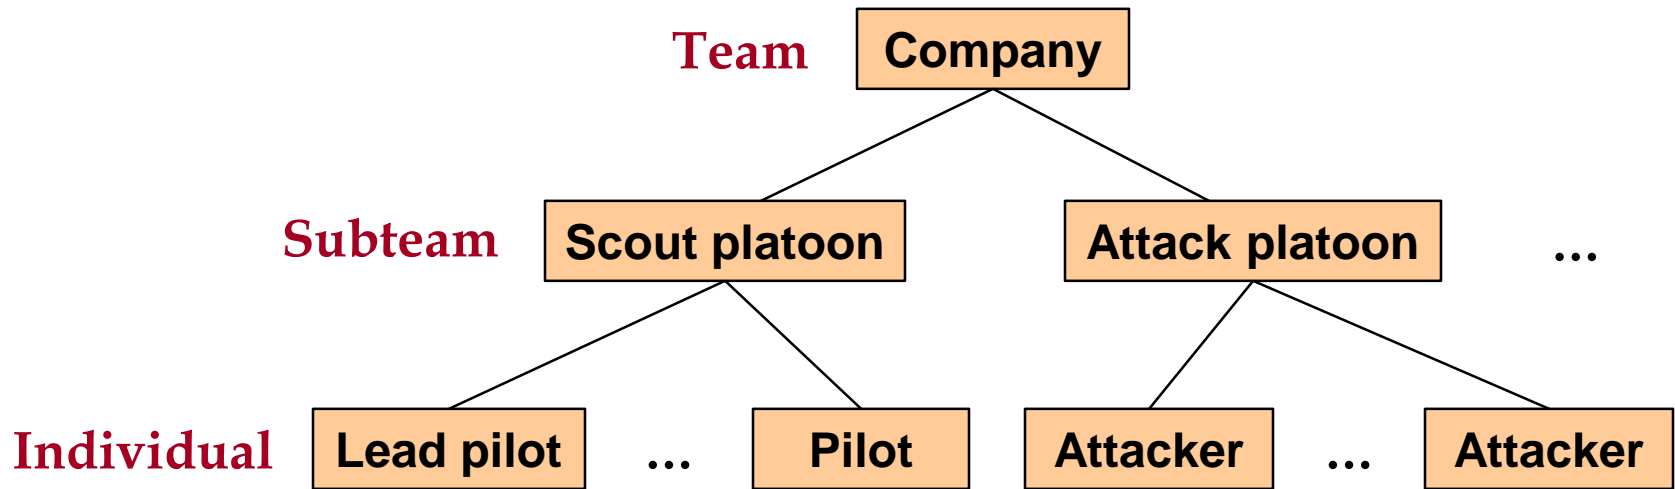 Team Company
Subteam Scout platoon Attack platoon ...
Individual Lead pilot ... Pilot Attacker ... Attacker